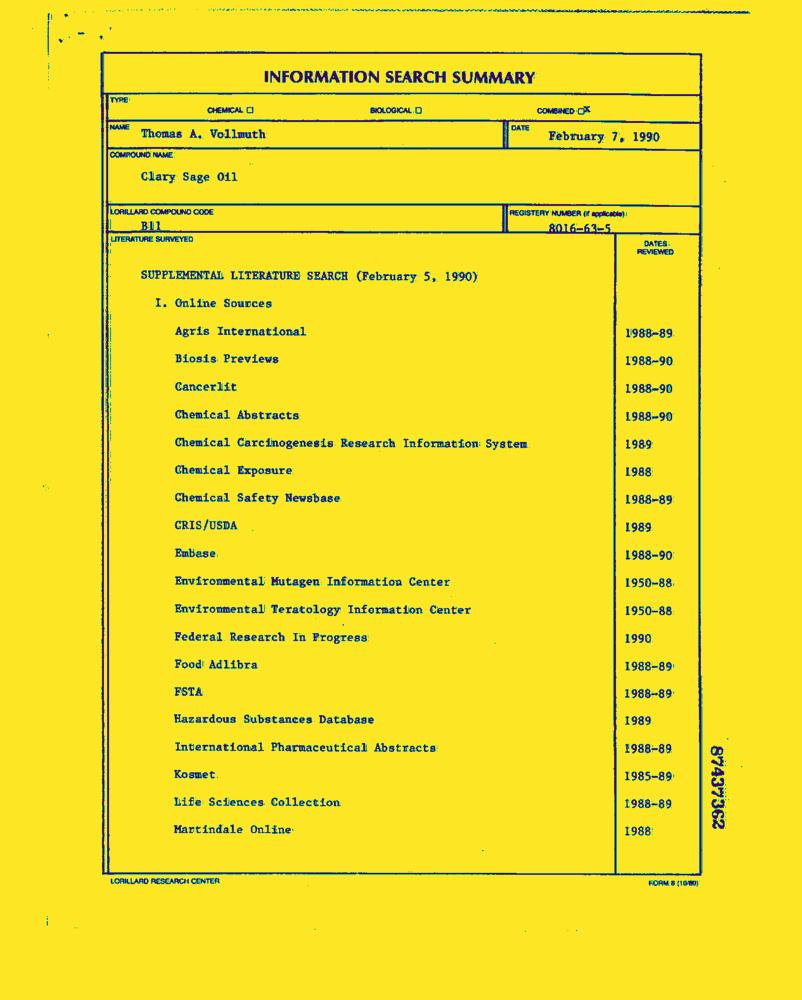 INFORMATION SEARCH SUMMARY
TYPE:
CHEMICAL ☐ BIOLOGICAL ☐ COMBINED ☒
NAME Thomas A. Vollmuth DATE February 7, 1990
COMPOUND NAME
Clary Sage Oil
LORILLARD COMPOUND CODE REGISTERY NUMBER (if applicable):
B11 8016-63-5
LITERATURE SURVEYED DATES REVIEWED
SUPPLEMENTAL LITERATURE SEARCH (February 5, 1990)
I. Online Sources
Agris International 1988-89
Biosis Previews 1988-90
Cancerlit 1988-90
Chemical Abstracts 1988-90
Chemical Carcinogenesis Research Information System 1989
Chemical Exposure 1988
Chemical Safety Newsbase 1988-89
CRIS/USDA 1989
Embase 1988-90
Environmental Mutagen Information Center 1950-88
Environmental Teratology Information Center 1950-88
Federal Research In Progress 1990
Food Adlibra 1988-89
FSTA 1988-89
Hazardous Substances Database 1989
International Pharmaceutical Abstracts 1988-89
Kosmet 1985-89
Life Sciences Collection 1988-89
Martindale Online 1988
87437362
LORILLARD RESEARCH CENTER FORM 8 (10/80)